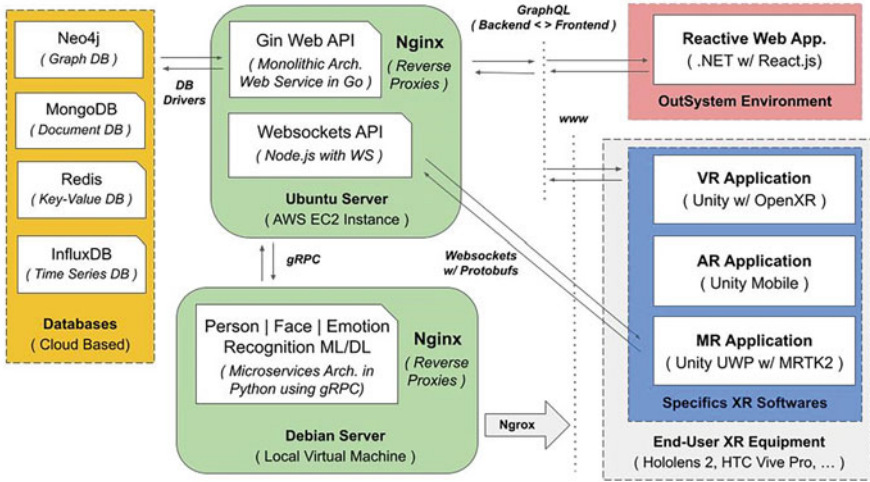 Neo4j
( Graph DB )
MongoDB
( Document DB )
Redis
( Key-Value DB )
InfluxDB
( Time Series DB )
Databases
( Cloud Based)
DB
Drivers
Gin Web API
( Monolithic Arch.
Web Service in Go )
Nginx
( Reverse
Proxies )
Websockets API
( Node.js with WS )
Ubuntu Server
( AWS EC2 Instance )
gRPC
Person | Face | Emotion
Recognition ML/DL
( Microservices Arch. in
Python using gRPC)
Nginx
( Reverse
Proxies )
Debian Server
( Local Virtual Machine )
GraphQL
( Backend < > Frontend )
www
Websockets
w/ Protobufs
Ngrox
Reactive Web App.
( .NET w/ React.js )
OutSystem Environment
VR Application
( Unity w/ OpenXR )
AR Application
( Unity Mobile )
MR Application
( Unity UWP w/ MRTK2 )
Specifics XR Softwares
End-User XR Equipment
( Hololens 2, HTC Vive Pro, ... )